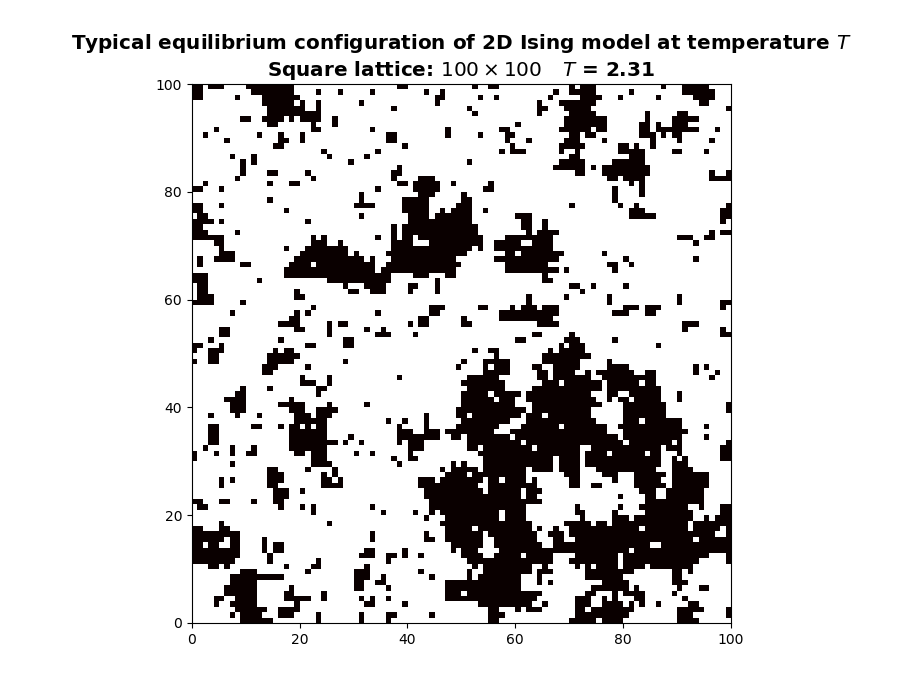 Typical equilibrium configuration of 2D Ising model at temperature T
Square lattice: 100 × 100 T = 2.31
100
80
60
40
20
0
0 20 40 60 80 100